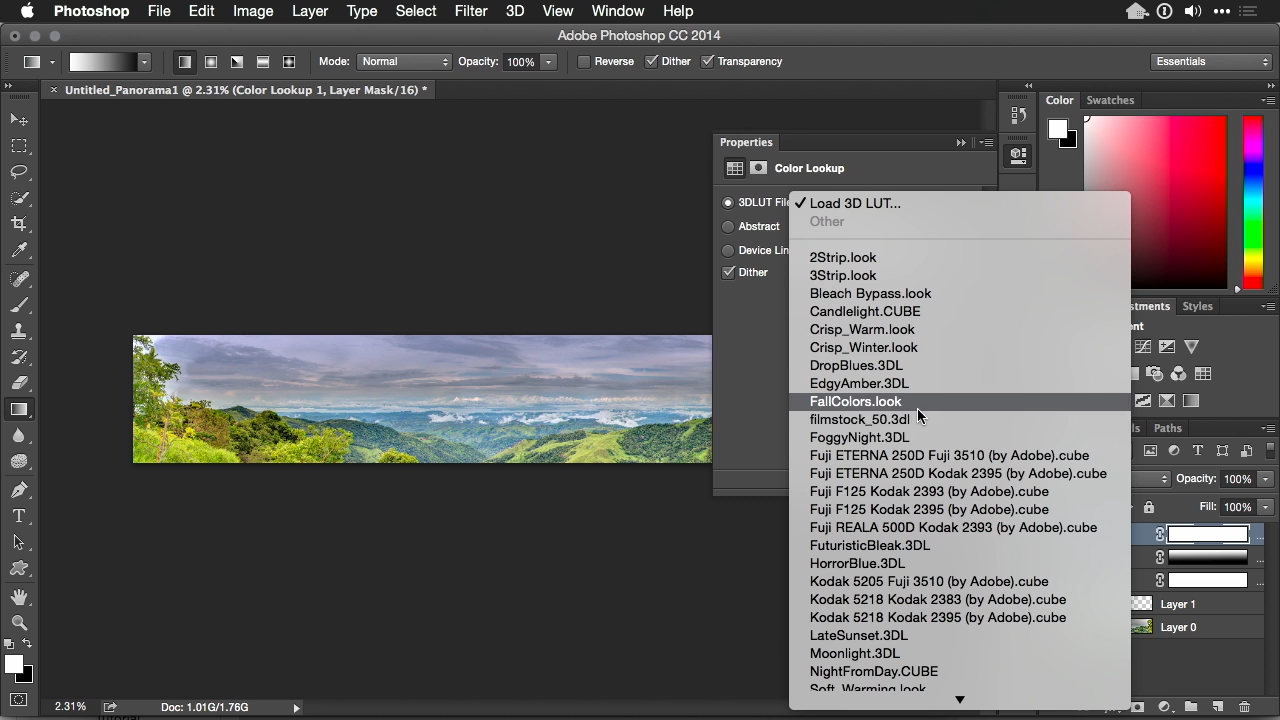 Photoshop File Edit Image Layer Type Select Filter 3D View Window Help
Adobe Photoshop CC 2014
Mode: Normal Opacity: 100% Reverse Dither Transparency Essentials
Untitled_Panorama1 @ 2.31% (Color Lookup 1, Layer Mask/16) *
Color Swatches
Properties
Color Lookup
3DLUT File
Abstract
Device Lin
Dither
Load 3D LUT...
Other
2Strip.look
3Strip.look
Bleach Bypass.look
Candlelight.CUBE
Crisp_Warm.look
Crisp_Winter.look
DropBlues.3DL
EdgyAmber.3DL
FallColors.look
filmstock_50.3dl
FoggyNight.3DL
Fuji ETERNA 250D Fuji 3510 (by Adobe).cube
Fuji ETERNA 250D Kodak 2395 (by Adobe).cube
Fuji F125 Kodak 2393 (by Adobe).cube
Fuji F125 Kodak 2395 (by Adobe).cube
Fuji REALA 500D Kodak 2393 (by Adobe).cube
FuturisticBleak.3DL
HorrorBlue.3DL
Kodak 5205 Fuji 3510 (by Adobe).cube
Kodak 5218 Kodak 2383 (by Adobe).cube
Kodak 5218 Kodak 2395 (by Adobe).cube
LateSunset.3DL
Moonlight.3DL
NightFromDay.CUBE
Soft_Warming.look
stments Styles
nt
ls Paths
Opacity: 100%
Fill: 100%
Layer 1
Layer 0
2.31% Doc: 1.01G/1.76G